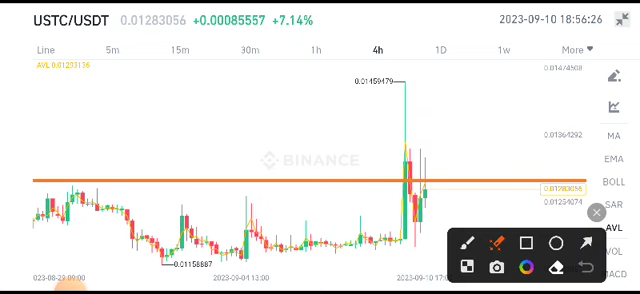 USTC/USDT 0.01283056 +0.00085557 +7.14% 2023-09-10 18:56:26
Line 5m 15m 30m 1h 4h 1D 1w More
AVL 0.01233136
0.01474508
0.01459479
0.01364292
MA
EMA
BINANCE
BOLL
0.01283056
0.01254074
SAR
AVL
VOL
0.01158887
MACD
023-08-29 09:00 2023-09-04 13:00 2023-09-10 17: